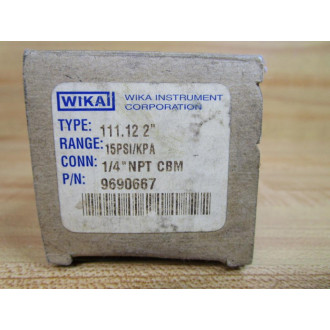 WIKA
WIKA INSTRUMENT
CORPORATION
TYPE: 111.12 2"
RANGE: 15PSI/KPA
CONN: 1/4"NPT CBM
P/N: 9690667